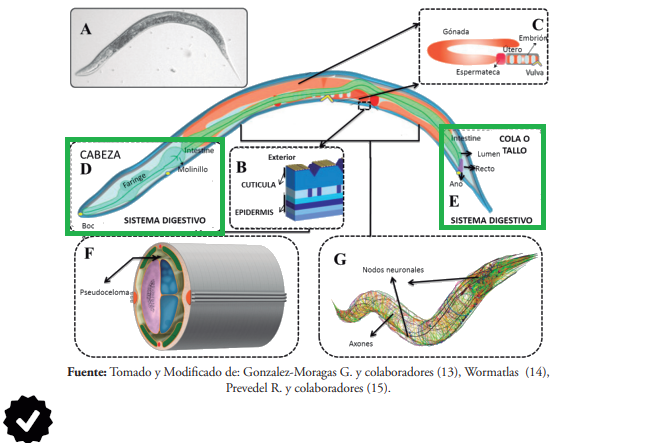 A
C
Gónada
Embrión
Útero
Espermateca
Vulva
CABEZA
D
Intestine
Molinillo
Faringe
SISTEMA DIGESTIVO
Boc
Exterior
B
CUTICULA
EPIDERMIS
Intestine
COLA O
TALLO
Lumen
Recto
Ano
E
SISTEMA DIGESTIVO
F
Pseudoceloma
G
Nodos neuronales
Axones
Fuente: Tomado y Modificado de: Gonzalez-Moragas G. y colaboradores (13), Wormatlas (14),
Prevedel R. y colaboradores (15).